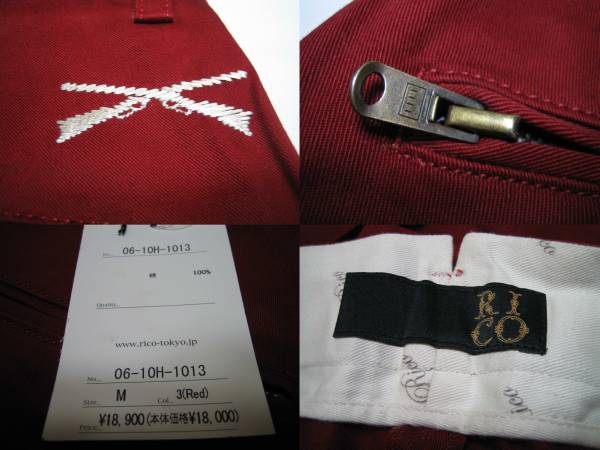 06-10H-1013
綿 100%
Quality
www.rico-tokyo.jp
No. 06-10H-1013
Size M Col. 3(Red)
Price ¥18,900(本体価格¥18,000)
RI
CO
Rico